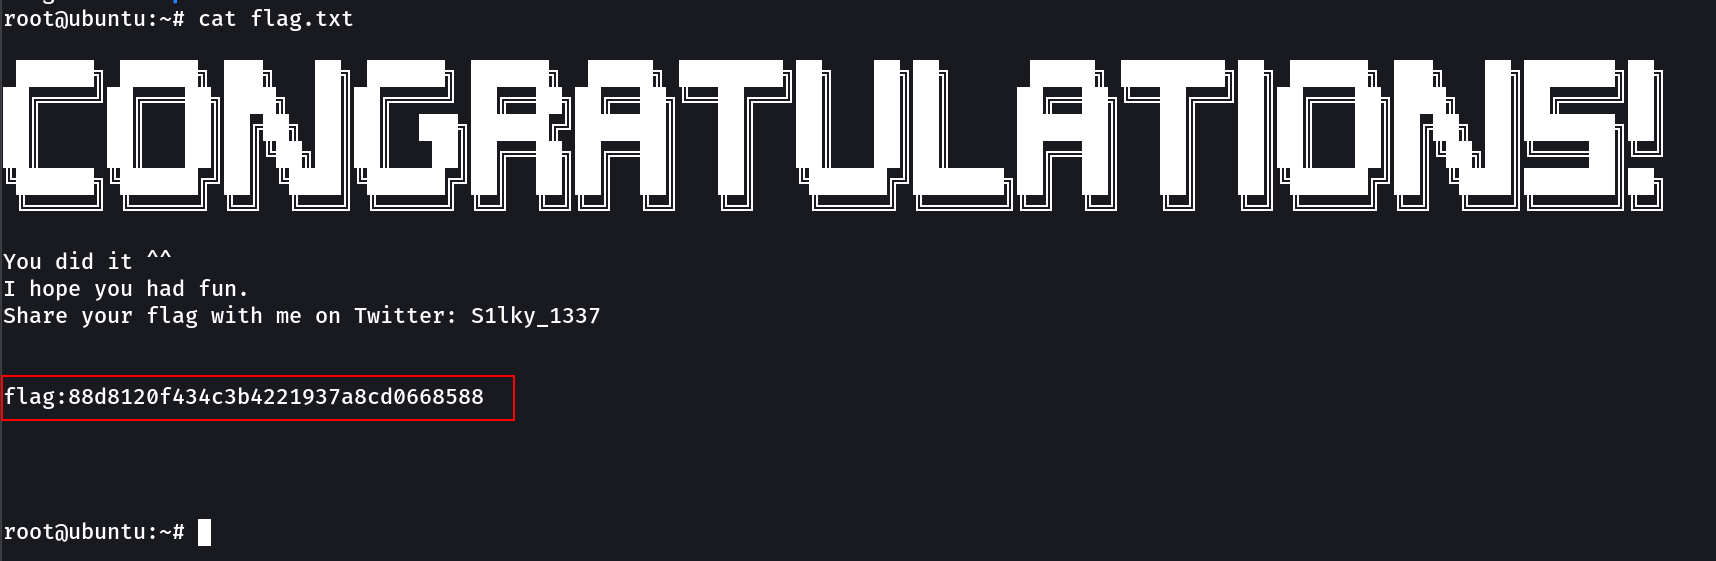 root@ubuntu:~# cat flag.txt
CONGRATULATIONS!
You did it ^^
I hope you had fun.
Share your flag with me on Twitter: S1lky_1337
flag:88d8120f434c3b4221937a8cd0668588
root@ubuntu:~#